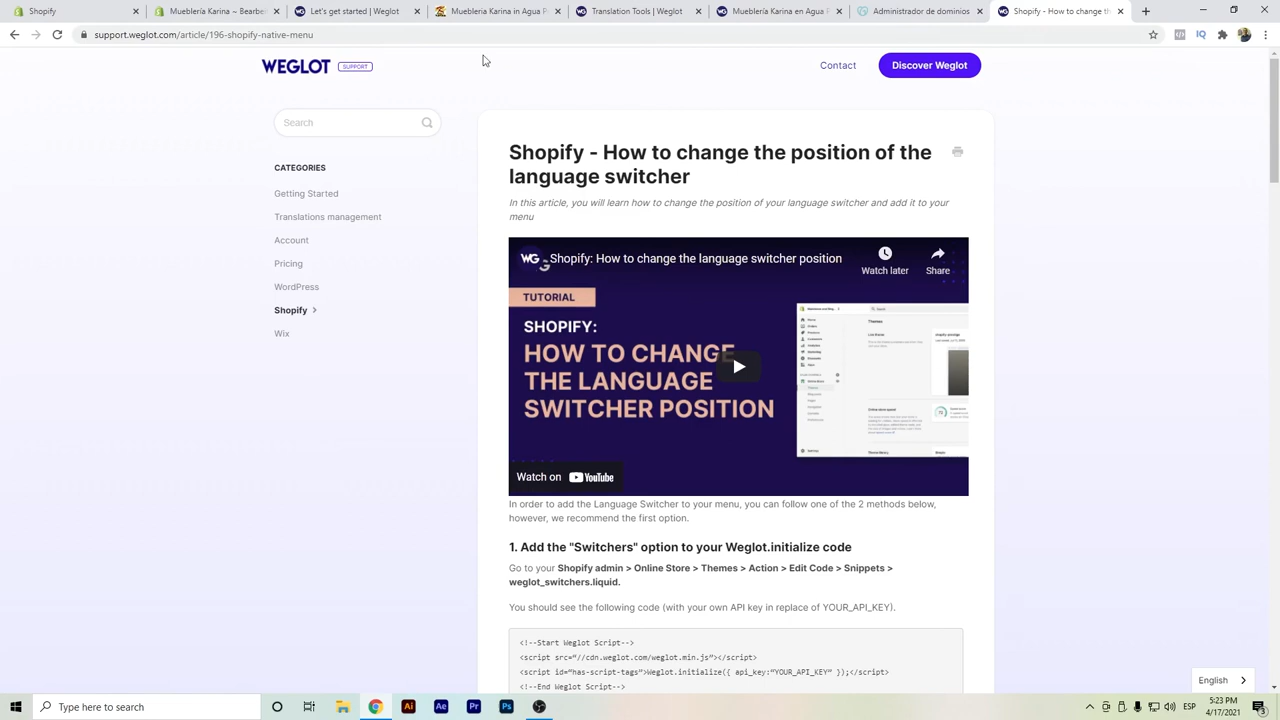 Shopify
Mueblería Karina ~ Beared
Let's get started | Weglot
Mueblería Karina en Aguas P
Translation Tools | Weglot
Mueblería Karina en Agua P
Administrador de dominios
Shopify - How to change th
support.weglot.com/article/196-shopify-native-menu
WEGLOT SUPPORT
Contact
Discover Weglot
Search
CATEGORIES
Getting Started
Translations management
Account
Pricing
WordPress
Shopify
Wix
Shopify - How to change the position of the
language switcher
In this article, you will learn how to change the position of your language switcher and add it to your
menu
Shopify: How to change the language switcher position
Watch later
Share
TUTORIAL
SHOPIFY:
HOW TO CHANGE
THE LANGUAGE
SWITCHER POSITION
Watch on YouTube
In order to add the Language Switcher to your menu, you can follow one of the 2 methods below,
however, we recommend the first option.
1. Add the "Switchers" option to your Weglot.initialize code
Go to your Shopify admin > Online Store > Themes > Action > Edit Code > Snippets >
weglot_switchers.liquid.
You should see the following code (with your own API key in replace of YOUR_API_KEY).
<!--Start Weglot Script-->
<script src="//cdn.weglot.com/weglot.min.js"></script>
<script id="has-script-tags">Weglot.initialize({ api_key:"YOUR_API_KEY" });</script>
<!--End Weglot Script-->
English
Type here to search
ESP
5:23 PM
4/17/2021